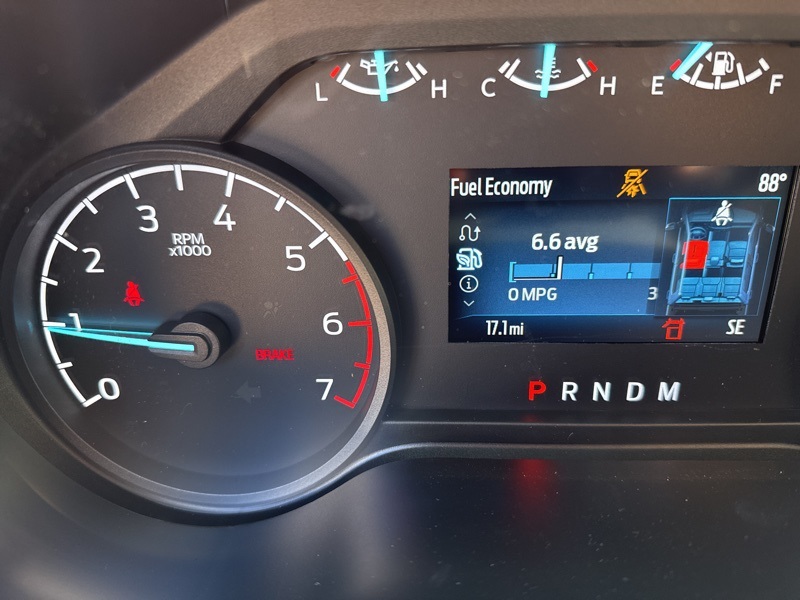 L H C H E F
Fuel Economy 88°
3 4
RPM
x1000
2 5
6.6 avg
0 MPG 3
1 6
BRAKE
17.1 mi SE
0 7
P R N D M